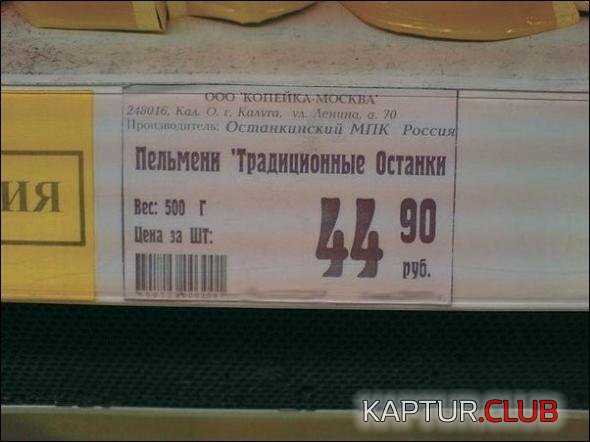 ООО "КОПЕЙКА-МОСКВА"
248016, Кал. О. г. Калуга, ул. Ленина, д. 70
Производитель: Останкинский МПК Россия
Пельмени "Традиционные Останки
ИЯ
Вес: 500 Г
Цена за ШТ:
44 90
руб.
KAPTUR.CLUB